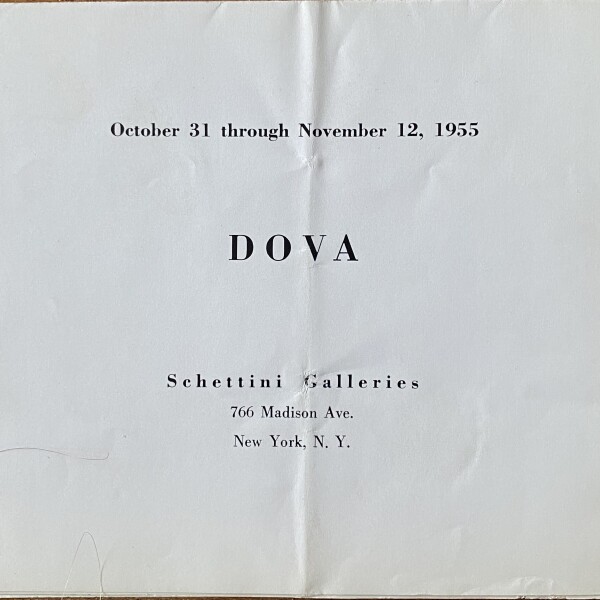 October 31 through November 12, 1955
DOVA
Schettini Galleries
766 Madison Ave.
New York, N. Y.